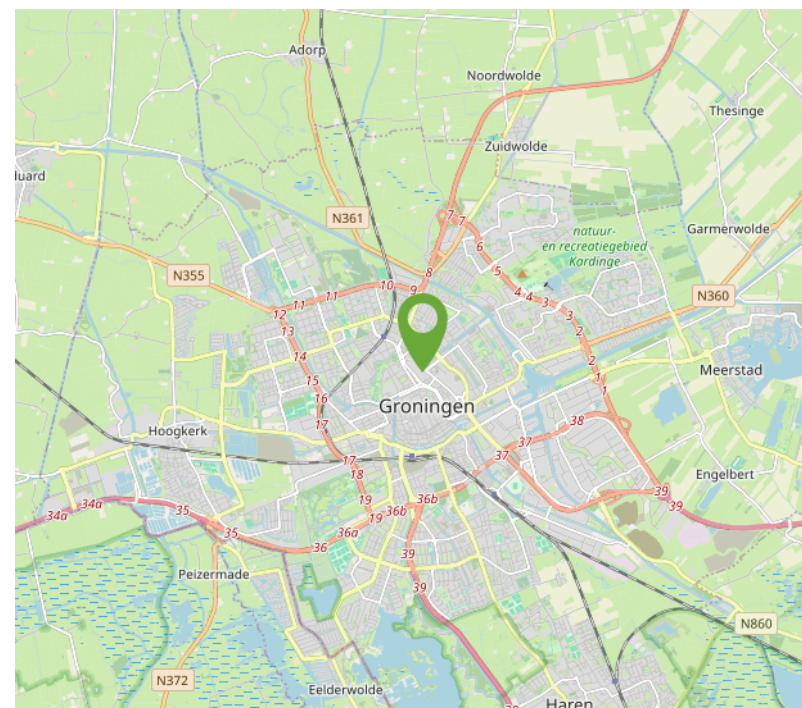 Adorp
Noordwolde
Thesinge
Zuidwolde
luard
N361
7
7
natuur-
en recreatiegebied
Kardinge
Garmerwolde
6
N355
8
5
10
9
4
4
3
3
N360
11
11
12
13
2
14
2
Meerstad
15
1
1
16
Groningen
17
38
Hoogkerk
37
37
17
18
Engelbert
39
39
34a
34a
35
19
36b
36b
19
35
36a
36
39
Peizermade
39
N860
N372
Eelderwolde
Haren